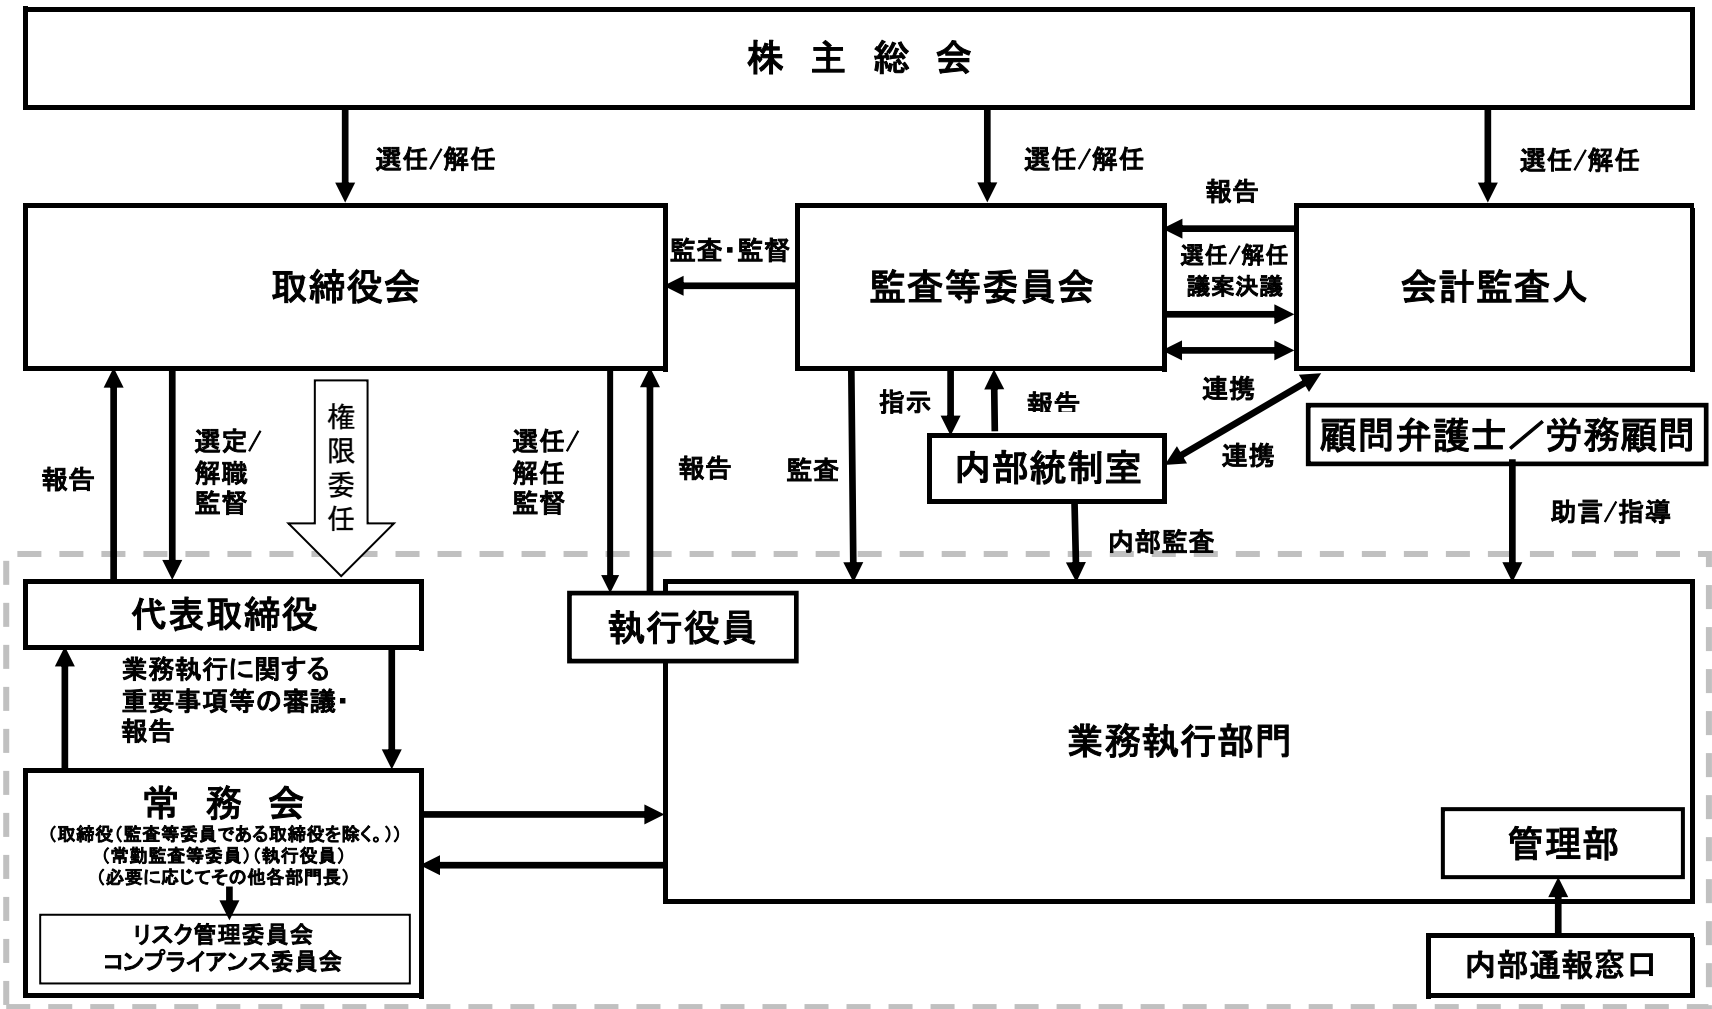 株 主 総 会
選任/解任
選任/解任
選任/解任
報告
監査・監督
選任/解任
議案決議
取締役会
監査等委員会
会計監査人
連携
指示
報告
連携
報告
選定/
解職
監督
権
限
委
任
選任/
解任
監督
報告
監査
内部統制室
顧問弁護士／労務顧問
内部監査
助言/指導
代表取締役
執行役員
業務執行に関する
重要事項等の審議・
報告
業務執行部門
常 務 会
（取締役（監査等委員である取締役を除く。））
（常勤監査等委員）（執行役員）
（必要に応じてその他各部門長）
リスク管理委員会
コンプライアンス委員会
管理部
内部通報窓口